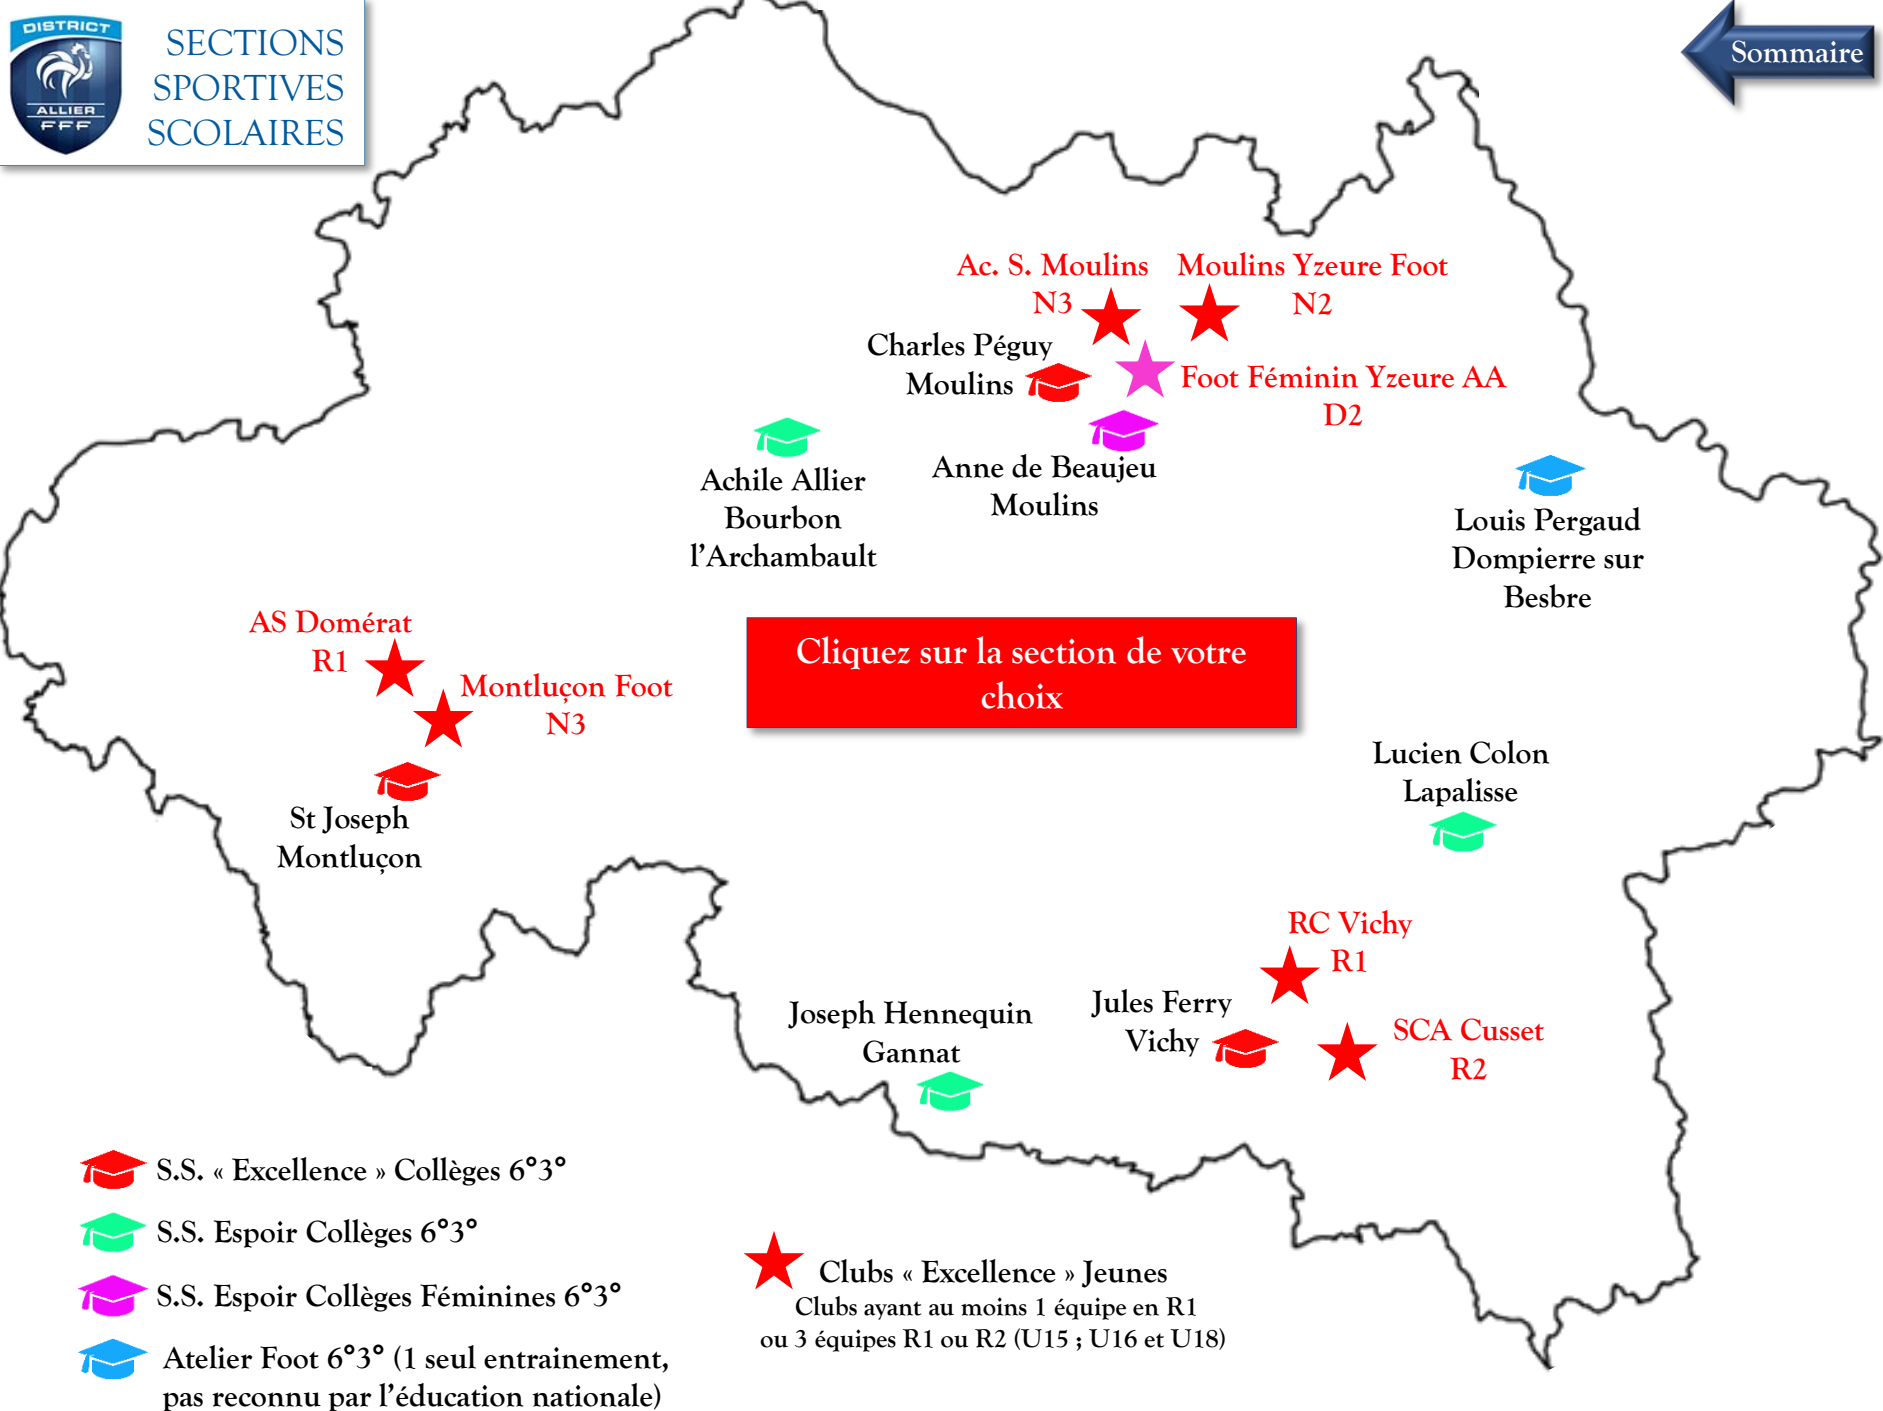 DISTRICT
ALLIER
FFF
SECTIONS
SPORTIVES
SCOLAIRES
Sommaire
Ac. S. Moulins
N3
Moulins Yzeure Foot
N2
Charles Péguy
Moulins
Foot Féminin Yzeure AA
D2
Achile Allier
Bourbon
l’Archambault
Anne de Beaujeu
Moulins
Louis Pergaud
Dompierre sur
Besbre
AS Domérat
R1
Montluçon Foot
N3
St Joseph
Montluçon
Cliquez sur la section de votre
choix
Lucien Colon
Lapalisse
RC Vichy
R1
Jules Ferry
Vichy
SCA Cusset
R2
Joseph Hennequin
Gannat
S.S. « Excellence » Collèges 6°3°
S.S. Espoir Collèges 6°3°
S.S. Espoir Collèges Féminines 6°3°
Atelier Foot 6°3° (1 seul entrainement,
pas reconnu par l’éducation nationale)
Clubs « Excellence » Jeunes
Clubs ayant au moins 1 équipe en R1
ou 3 équipes R1 ou R2 (U15 ; U16 et U18)